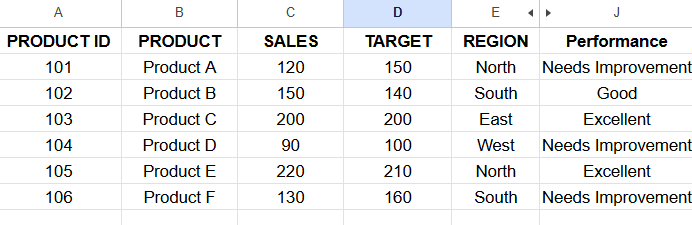 A B C D E J
PRODUCT ID PRODUCT SALES TARGET REGION Performance
101 Product A 120 150 North Needs Improvement
102 Product B 150 140 South Good
103 Product C 200 200 East Excellent
104 Product D 90 100 West Needs Improvement
105 Product E 220 210 North Excellent
106 Product F 130 160 South Needs Improvement